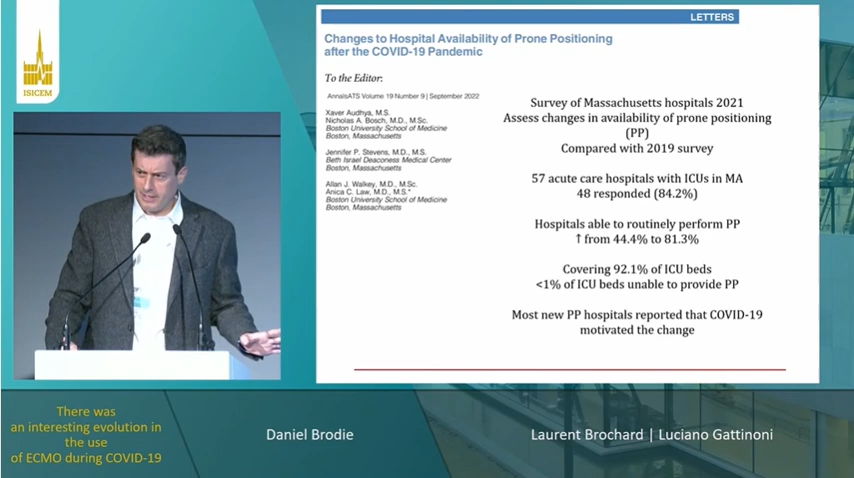 ISICEM
LETTERS
Changes to Hospital Availability of Prone Positioning
after the COVID-19 Pandemic
To the Editor:
AnnalsATS Volume 19 Number 9 | September 2022
Xaver Audhya, M.S.
Nicholas A. Bosch, M.D., M.Sc.
Boston University School of Medicine
Boston, Massachusetts
Jennifer P. Stevens, M.D., M.S.
Beth Israel Deaconess Medical Center
Boston, Massachusetts
Allan J. Walkey, M.D., M.Sc.
Anica C. Law, M.D., M.S.*
Boston University School of Medicine
Boston, Massachusetts
Survey of Massachusetts hospitals 2021
Assess changes in availability of prone positioning
(PP)
Compared with 2019 survey
57 acute care hospitals with ICUs in MA
48 responded (84.2%)
Hospitals able to routinely perform PP
↑ from 44.4% to 81.3%
Covering 92.1% of ICU beds
<1% of ICU beds unable to provide PP
Most new PP hospitals reported that COVID-19
motivated the change
There was
an interesting evolution in
the use
of ECMO during COVID-19
Daniel Brodie
Laurent Brochard | Luciano Gattinoni